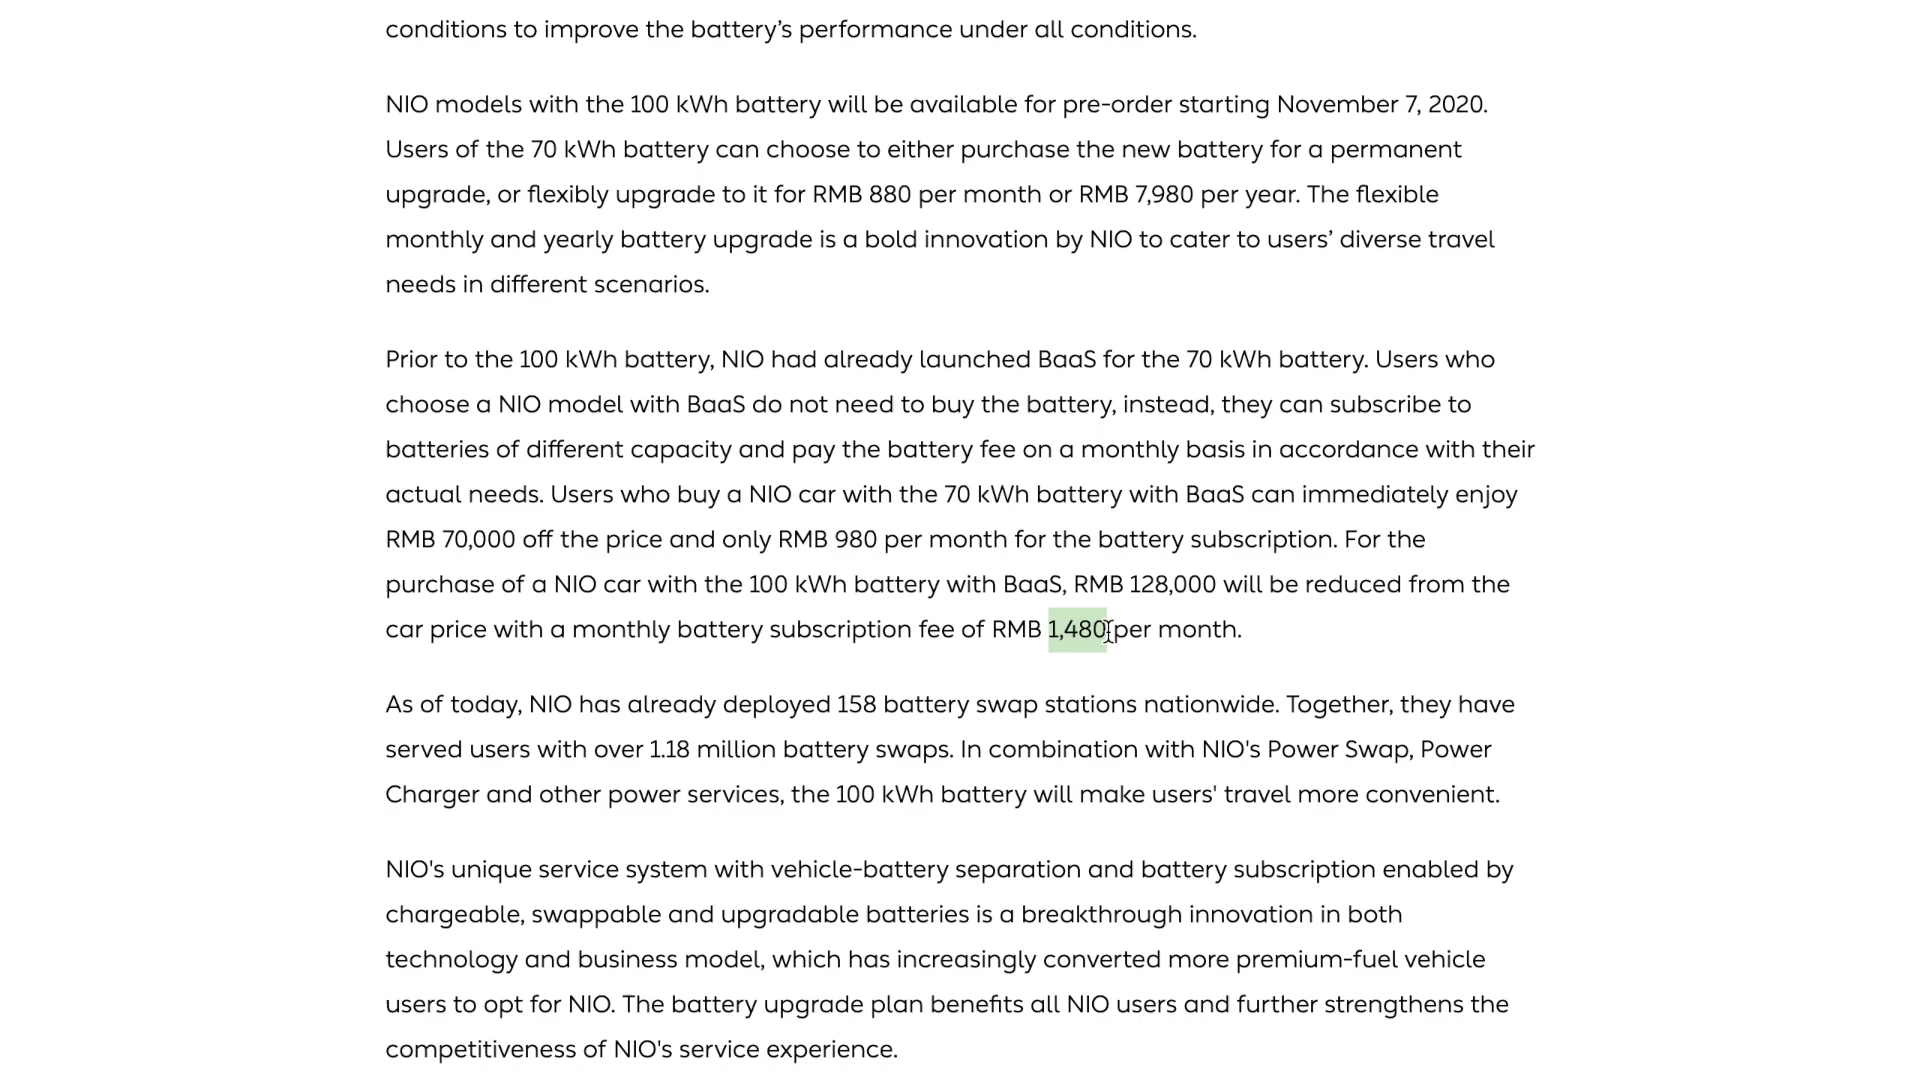 conditions to improve the battery’s performance under all conditions.
NIO models with the 100 kWh battery will be available for pre-order starting November 7, 2020.
Users of the 70 kWh battery can choose to either purchase the new battery for a permanent
upgrade, or flexibly upgrade to it for RMB 880 per month or RMB 7,980 per year. The flexible
monthly and yearly battery upgrade is a bold innovation by NIO to cater to users’ diverse travel
needs in different scenarios.
Prior to the 100 kWh battery, NIO had already launched BaaS for the 70 kWh battery. Users who
choose a NIO model with BaaS do not need to buy the battery, instead, they can subscribe to
batteries of different capacity and pay the battery fee on a monthly basis in accordance with their
actual needs. Users who buy a NIO car with the 70 kWh battery with BaaS can immediately enjoy
RMB 70,000 off the price and only RMB 980 per month for the battery subscription. For the
purchase of a NIO car with the 100 kWh battery with BaaS, RMB 128,000 will be reduced from the
car price with a monthly battery subscription fee of RMB 1,480 per month.
As of today, NIO has already deployed 158 battery swap stations nationwide. Together, they have
served users with over 1.18 million battery swaps. In combination with NIO's Power Swap, Power
Charger and other power services, the 100 kWh battery will make users' travel more convenient.
NIO's unique service system with vehicle-battery separation and battery subscription enabled by
chargeable, swappable and upgradable batteries is a breakthrough innovation in both
technology and business model, which has increasingly converted more premium-fuel vehicle
users to opt for NIO. The battery upgrade plan benefits all NIO users and further strengthens the
competitiveness of NIO's service experience.